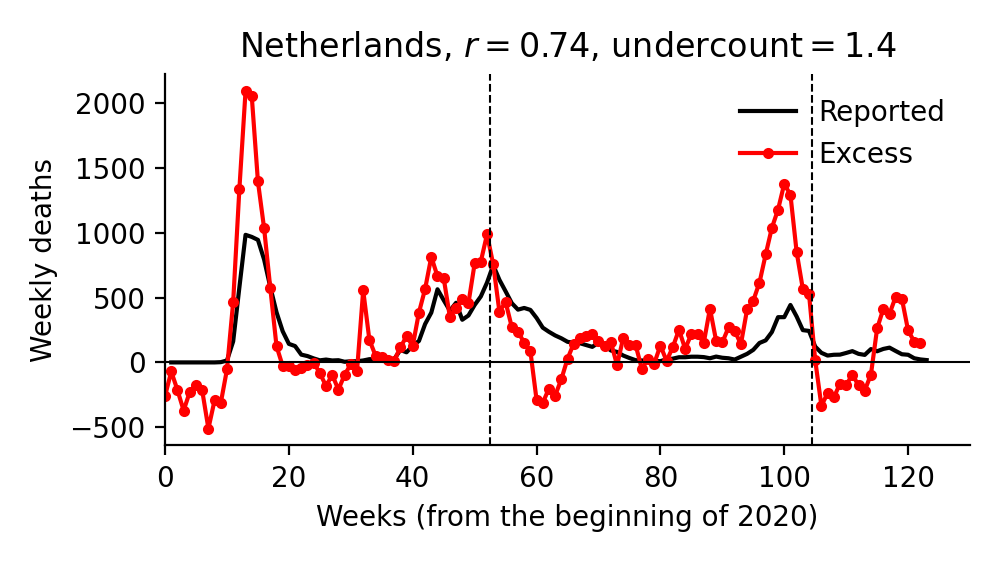 Netherlands, r = 0.74, undercount = 1.4
Weekly deaths
2000
1500
1000
500
0
−500
Reported
Excess
0 20 40 60 80 100 120
Weeks (from the beginning of 2020)